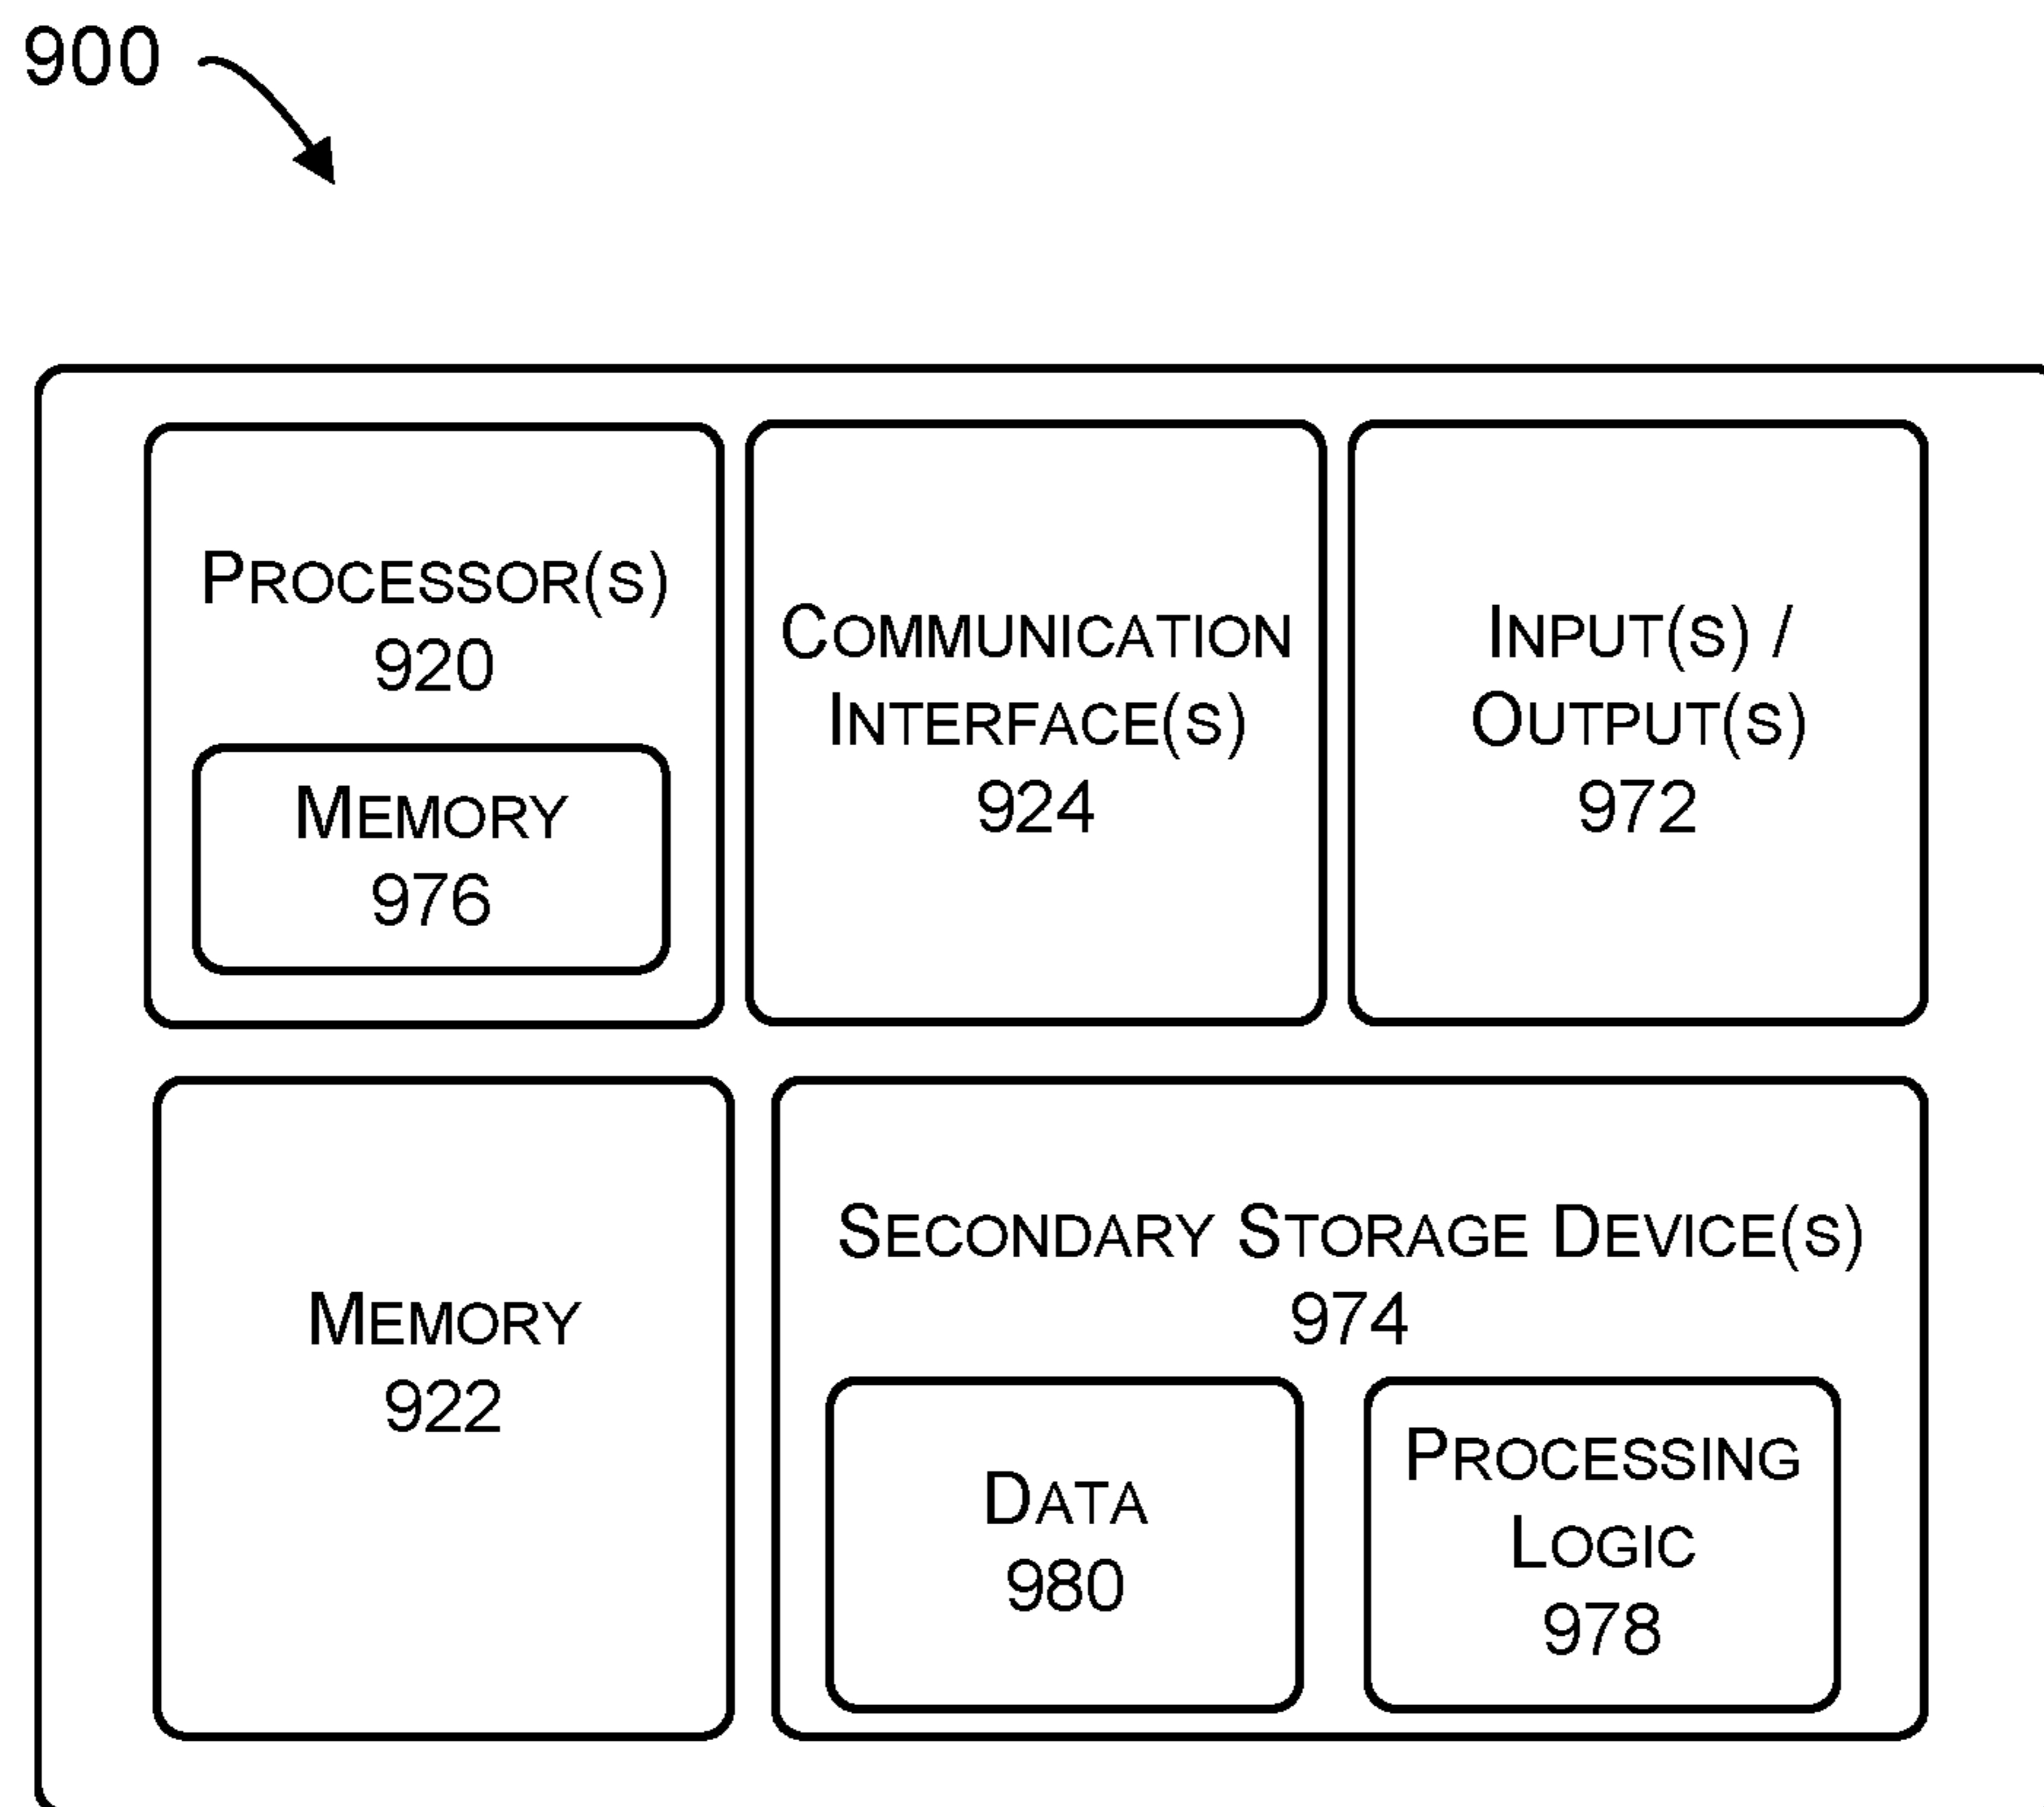 900
PROCESSOR(S)
920
MEMORY
976
COMMUNICATION
INTERFACE(S)
924
INPUT(S) /
OUTPUT(S)
972
MEMORY
922
SECONDARY STORAGE DEVICE(S)
974
DATA
980
PROCESSING
LOGIC
978